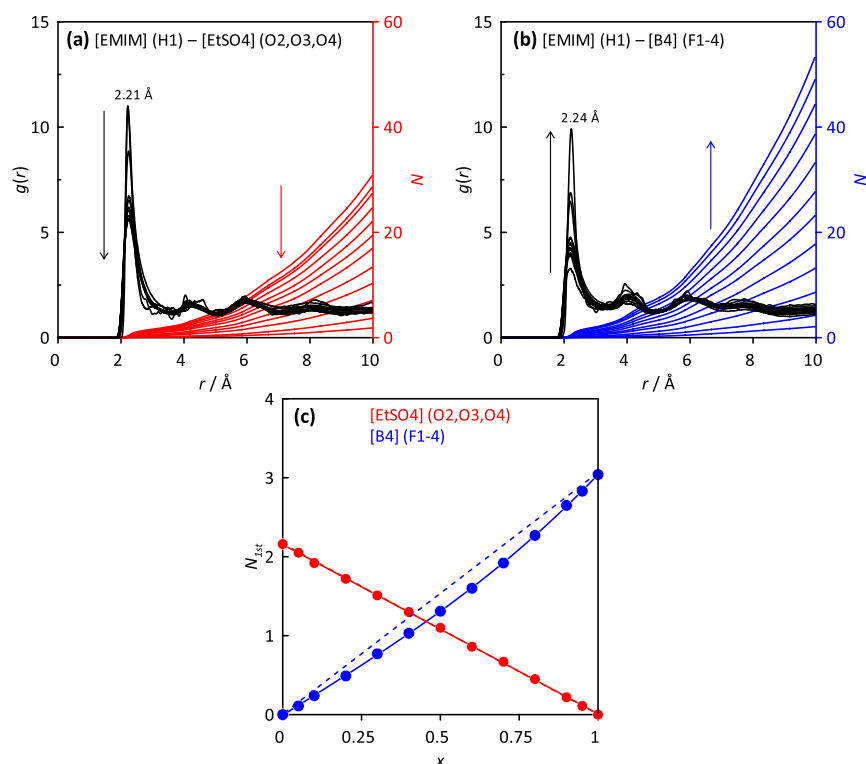 (a) [EMIM] (H1) – [EtSO4] (O2,O3,O4)
2.21 Å
15
10
5
0
g(r)
60
40
20
0
N
0
2
4
6
8
10
r / Å
(b) [EMIM] (H1) – [B4] (F1-4)
2.24 Å
15
10
5
0
g(r)
60
40
20
0
N
0
2
4
6
8
10
r / Å
(c)
[EtSO4] (O2,O3,O4)
[B4] (F1-4)
4
3
2
1
0
N1st
0
0.25
0.5
0.75
1
x